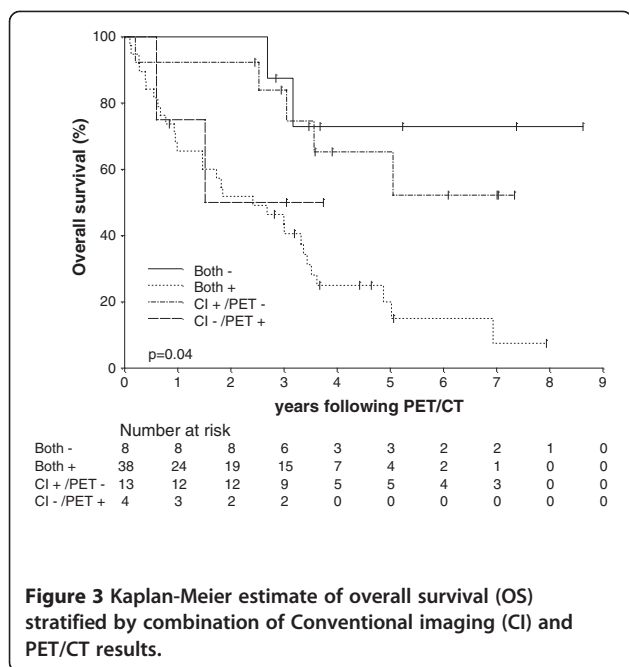 100
80
60
40
20
0
Overall survival (%)
Both -
Both +
CI + /PET -
CI - /PET +
p=0.04
0 1 2 3 4 5 6 7 8 9
years following PET/CT
Number at risk
Both - 8 8 8 6 3 3 2 2 1 0
Both + 38 24 19 15 7 4 2 1 0 0
CI + /PET - 13 12 12 9 5 5 4 3 0 0
CI - /PET + 4 3 2 2 0 0 0 0 0 0
Figure 3 Kaplan-Meier estimate of overall survival (OS)
stratified by combination of Conventional imaging (CI) and
PET/CT results.